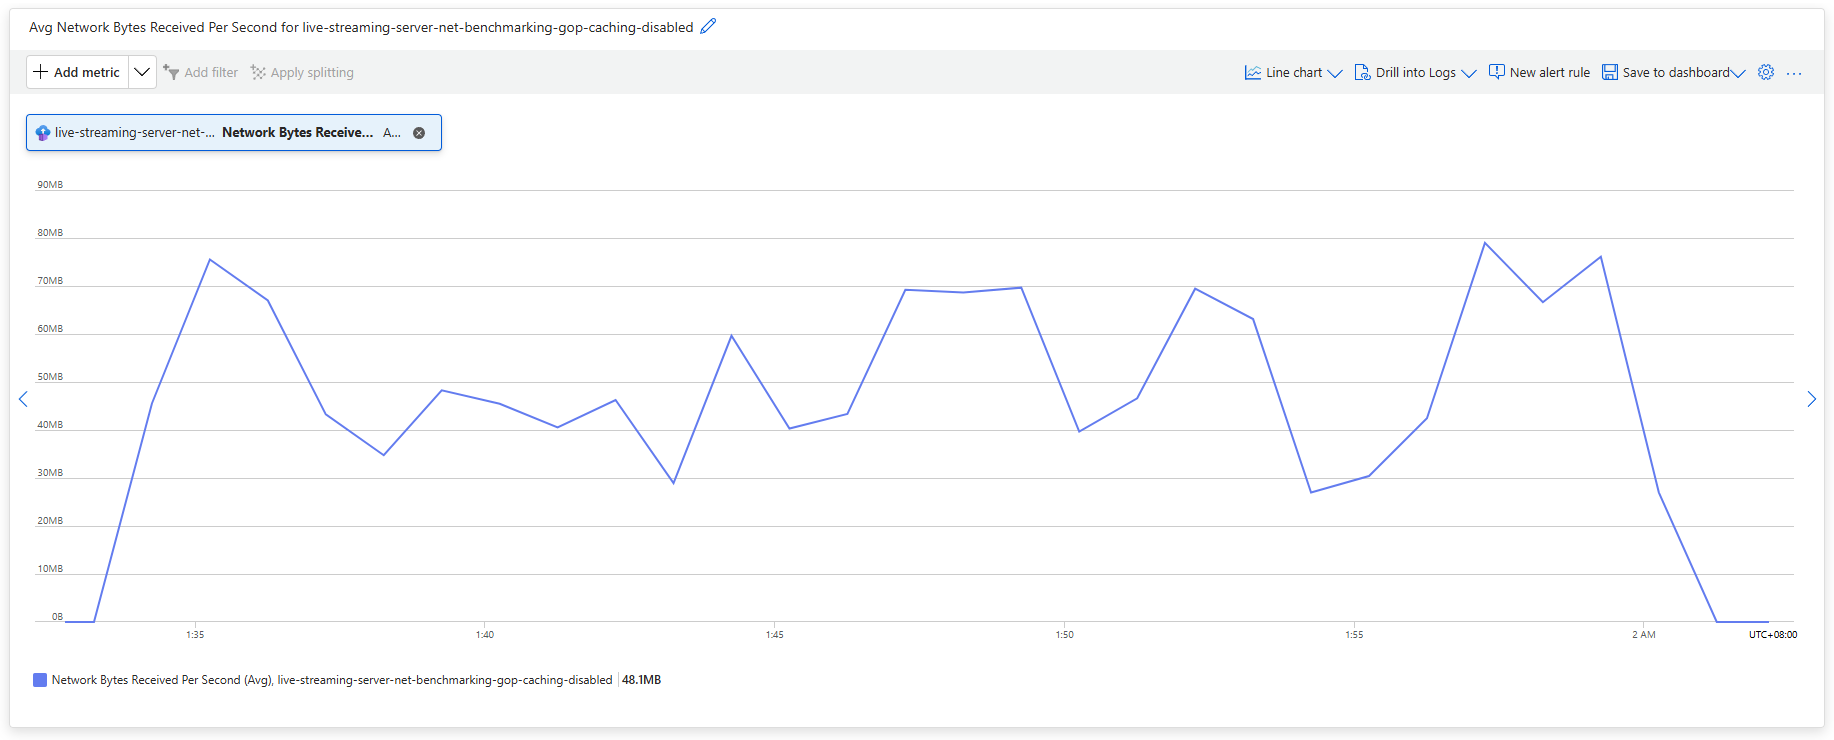 Avg Network Bytes Received Per Second for live-streaming-server-net-benchmarking-gop-caching-disabled
Add metric Add filter Apply splitting Line chart Drill into Logs New alert rule Save to dashboard ...
live-streaming-server-net-... Network Bytes Receive... A...
90MB
80MB
70MB
60MB
50MB
40MB
30MB
20MB
10MB
0B
1:35 1:40 1:45 1:50 1:55 2 AM UTC+08:00
Network Bytes Received Per Second (Avg), live-streaming-server-net-benchmarking-gop-caching-disabled 48.1MB